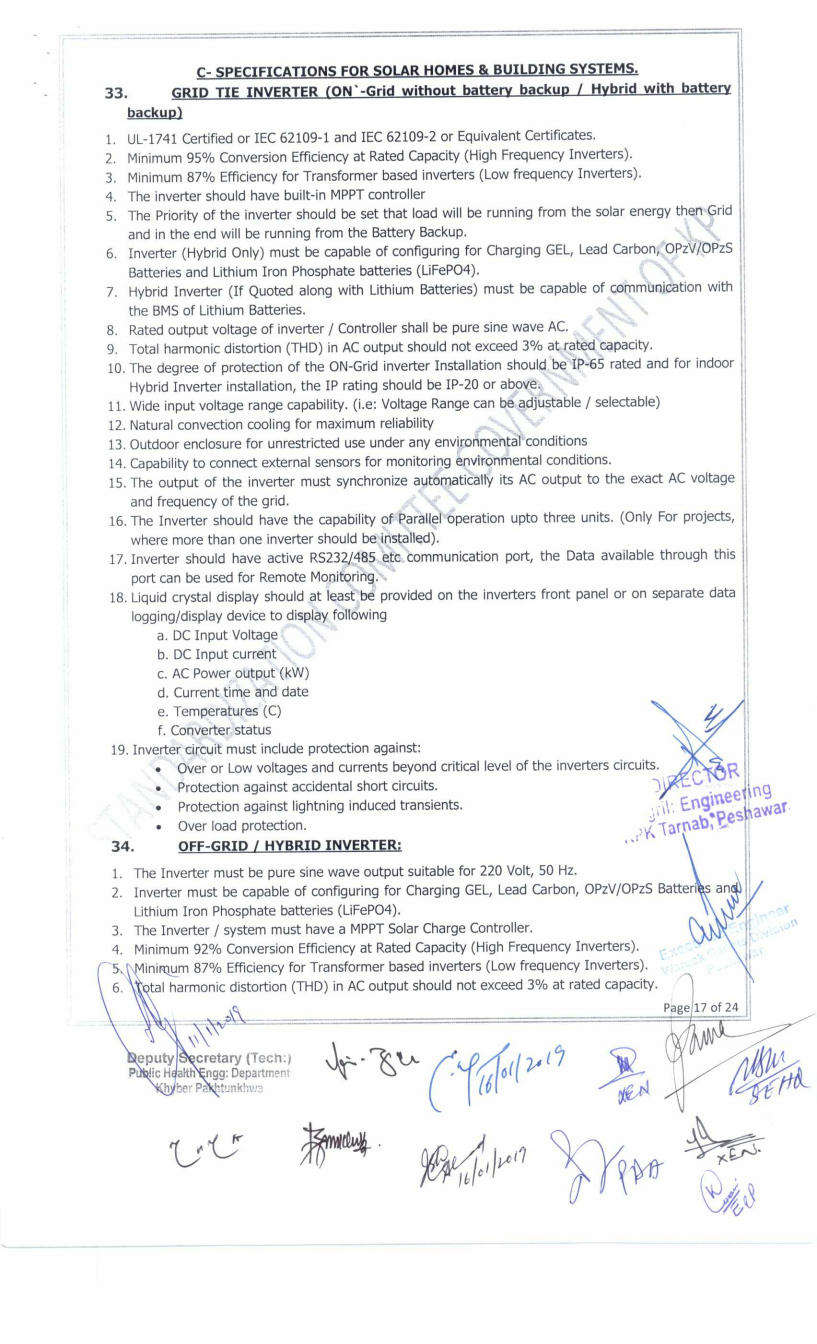 C- SPECIFICATIONS FOR SOLAR HOMES & BUILDING SYSTEMS.
33. GRID TIE INVERTER (ON`-Grid without battery backup / Hybrid with battery
backup)
1. UL-1741 Certified or IEC 62109-1 and IEC 62109-2 or Equivalent Certificates.
2. Minimum 95% Conversion Efficiency at Rated Capacity (High Frequency Inverters).
3. Minimum 87% Efficiency for Transformer based inverters (Low frequency Inverters).
4. The inverter should have built-in MPPT controller
5. The Priority of the inverter should be set that load will be running from the solar energy then Grid
and in the end will be running from the Battery Backup.
6. Inverter (Hybrid Only) must be capable of configuring for Charging GEL, Lead Carbon, OPzV/OPzS
Batteries and Lithium Iron Phosphate batteries (LiFePO4).
7. Hybrid Inverter (If Quoted along with Lithium Batteries) must be capable of communication with
the BMS of Lithium Batteries.
8. Rated output voltage of inverter / Controller shall be pure sine wave AC.
9. Total harmonic distortion (THD) in AC output should not exceed 3% at rated capacity.
10. The degree of protection of the ON-Grid inverter Installation should be IP-65 rated and for indoor
Hybrid Inverter installation, the IP rating should be IP-20 or above.
11. Wide input voltage range capability. (i.e: Voltage Range can be adjustable / selectable)
12. Natural convection cooling for maximum reliability
13. Outdoor enclosure for unrestricted use under any environmental conditions
14. Capability to connect external sensors for monitoring environmental conditions.
15. The output of the inverter must synchronize automatically its AC output to the exact AC voltage
and frequency of the grid.
16. The Inverter should have the capability of Parallel operation upto three units. (Only For projects,
where more than one inverter should be installed).
17. Inverter should have active RS232/485 etc communication port, the Data available through this
port can be used for Remote Monitoring.
18. Liquid crystal display should at least be provided on the inverters front panel or on separate data
logging/display device to display following
a. DC Input Voltage
b. DC Input current
c. AC Power output (kW)
d. Current time and date
e. Temperatures (C)
f. Converter status
19. Inverter circuit must include protection against:
• Over or Low voltages and currents beyond critical level of the inverters circuits.
• Protection against accidental short circuits.
• Protection against lightning induced transients.
• Over load protection.
STANDARDIZATION COMITTEE GOVERNMENT OF KP
DIRECTOR
Engineering
Tarnab, Peshawar
34. OFF-GRID / HYBRID INVERTER:
1. The Inverter must be pure sine wave output suitable for 220 Volt, 50 Hz.
2. Inverter must be capable of configuring for Charging GEL, Lead Carbon, OPzV/OPzS Batteries and
Lithium Iron Phosphate batteries (LiFePO4).
3. The Inverter / system must have a MPPT Solar Charge Controller.
4. Minimum 92% Conversion Efficiency at Rated Capacity (High Frequency Inverters).
5. Minimum 87% Efficiency for Transformer based inverters (Low frequency Inverters).
6. Total harmonic distortion (THD) in AC output should not exceed 3% at rated capacity.
Page 17 of 24
11/1/2019
Deputy Secretary (Tech:)
Public Health Engg: Department
Khyber Pakhtunkhwa
16/01/2019
XEN
SEHQ
16/01/2019
PDA
XEN.